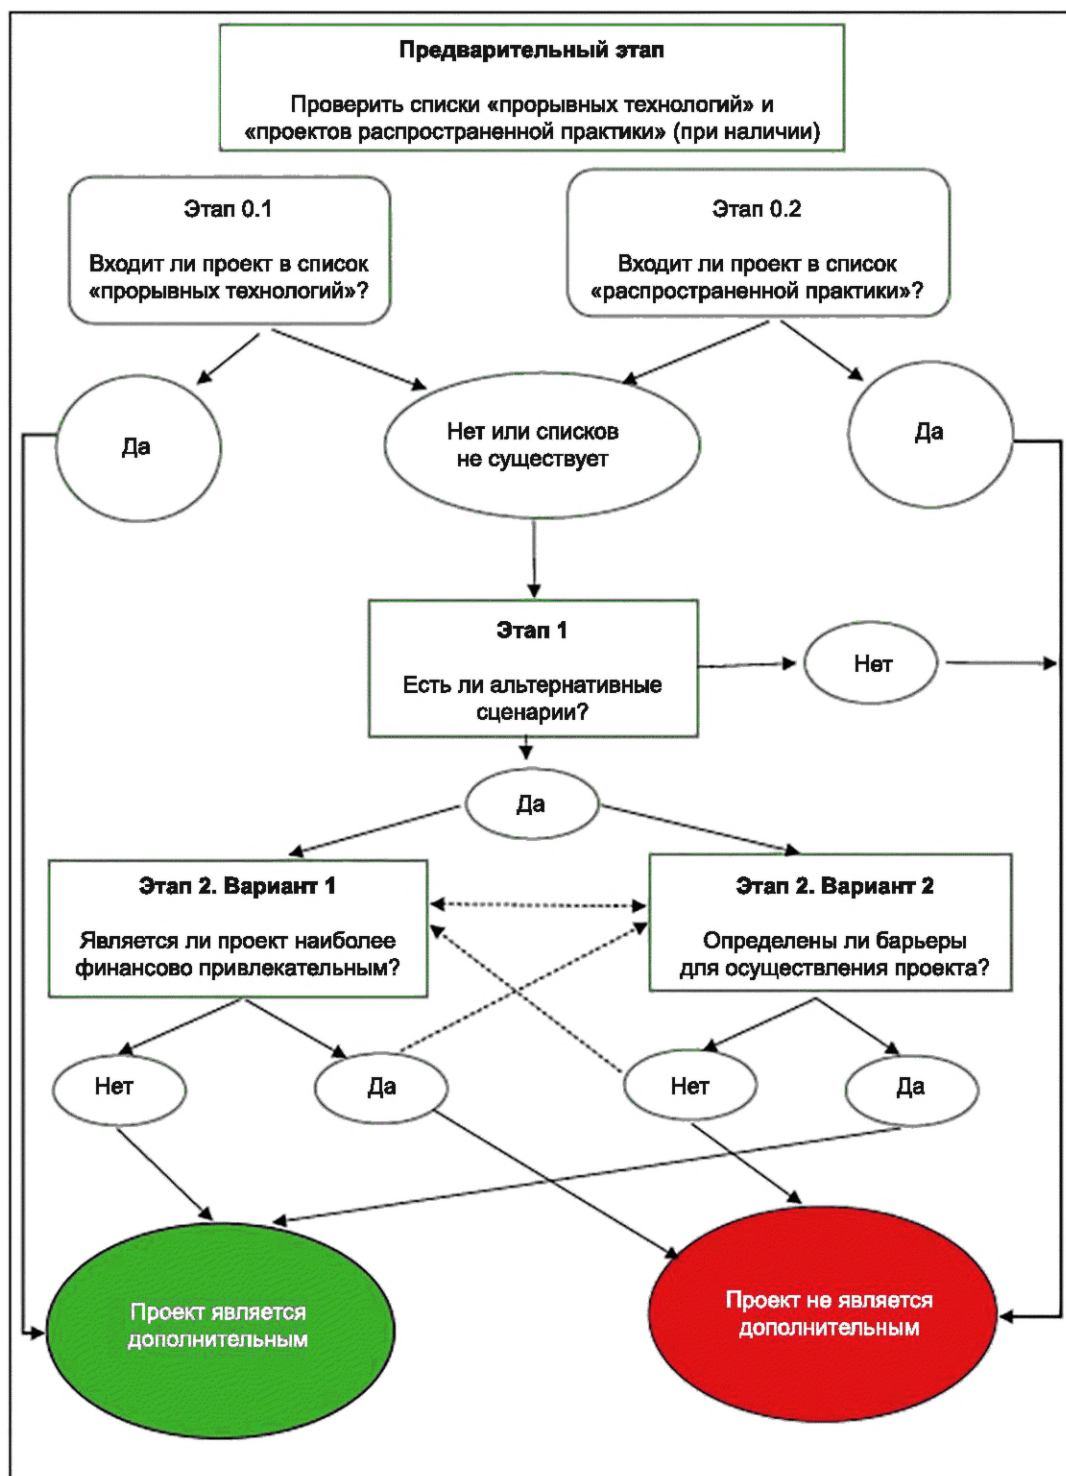 Предварительный этап
Проверить списки «прорывных технологий» и
«проектов распространенной практики» (при наличии)
Этап 0.1
Входит ли проект в список
«прорывных технологий»?
Этап 0.2
Входит ли проект в список
«распространенной практики»?
Да
Нет или списков
не существует
Да
Этап 1
Есть ли альтернативные
сценарии?
Нет
Да
Этап 2. Вариант 1
Является ли проект наиболее
финансово привлекательным?
Этап 2. Вариант 2
Определены ли барьеры
для осуществления проекта?
Нет
Да
Нет
Да
Проект является
дополнительным
Проект не является
дополнительным